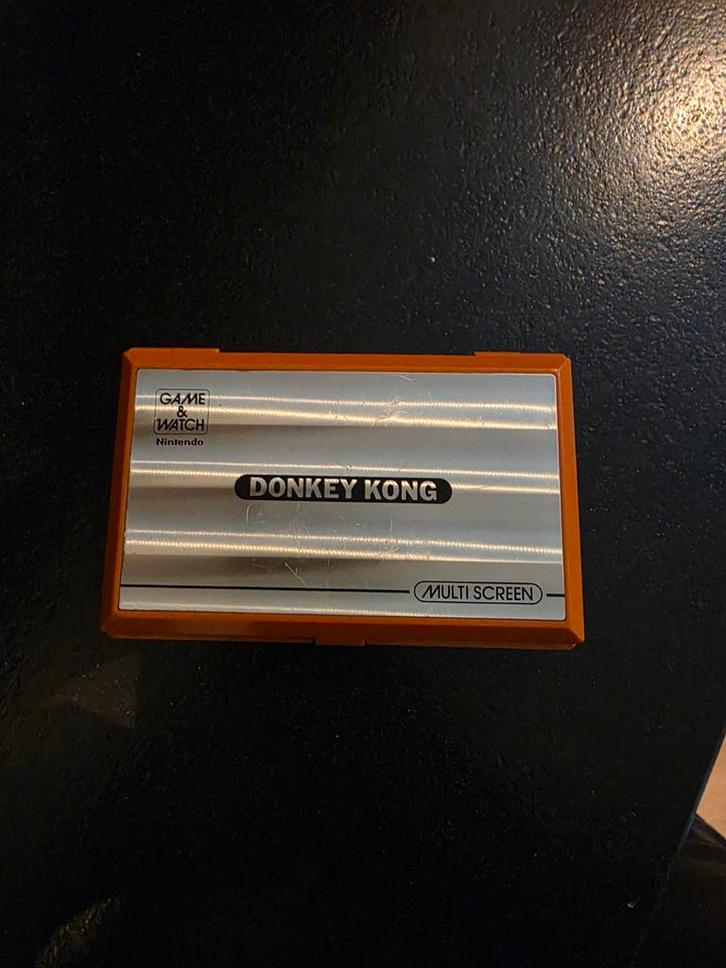 GAME
&
WATCH
Nintendo
DONKEY KONG
MULTI SCREEN